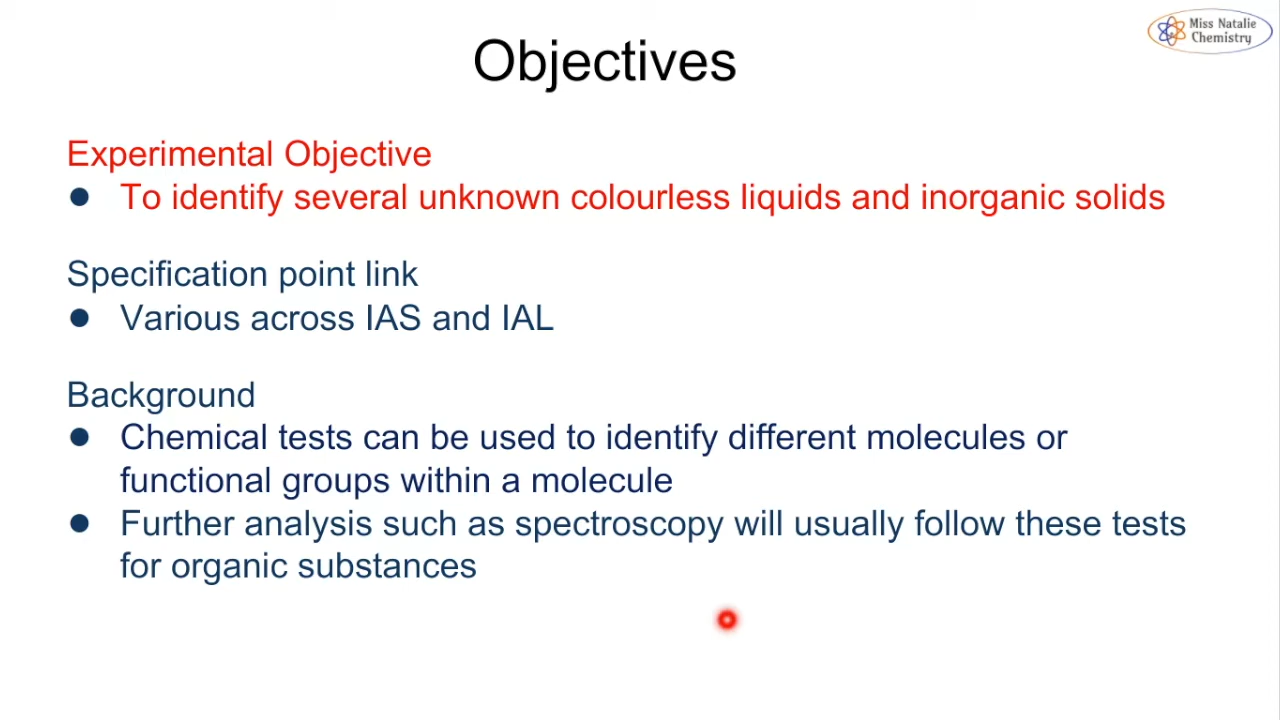 Miss Natalie
Chemistry
Objectives
Experimental Objective
● To identify several unknown colourless liquids and inorganic solids
Specification point link
● Various across IAS and IAL
Background
● Chemical tests can be used to identify different molecules or
functional groups within a molecule
● Further analysis such as spectroscopy will usually follow these tests
for organic substances